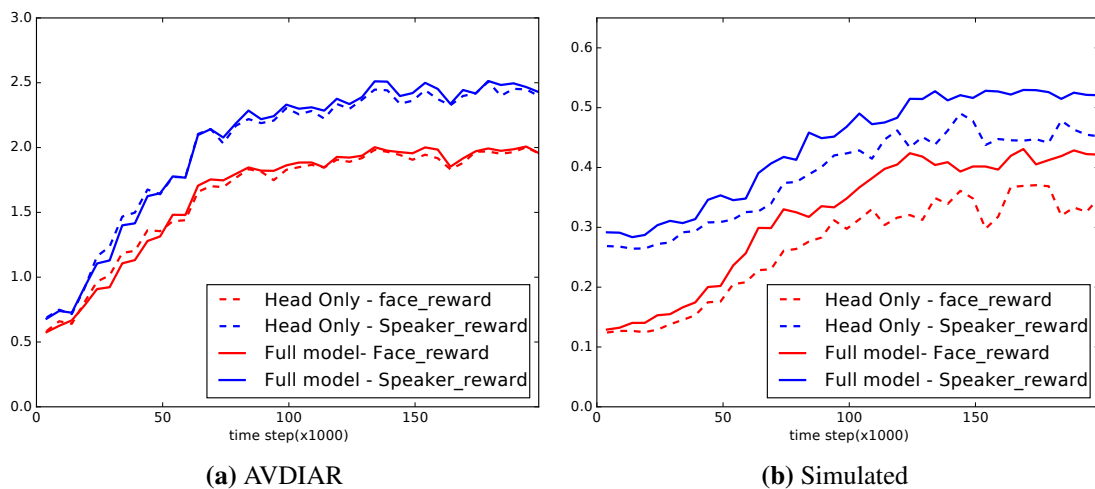 3.0
2.5
2.0
1.5
1.0
0.5
0.0
0
50
100
150
time step(x1000)
Head Only - face_reward
Head Only - Speaker_reward
Full model- Face_reward
Full model - Speaker_reward
(a) AVDIAR
0.6
0.5
0.4
0.3
0.2
0.1
0.0
0
50
100
150
time step(x1000)
Head Only - face_reward
Head Only - Speaker_reward
Full model- Face_reward
Full model - Speaker_reward
(b) Simulated